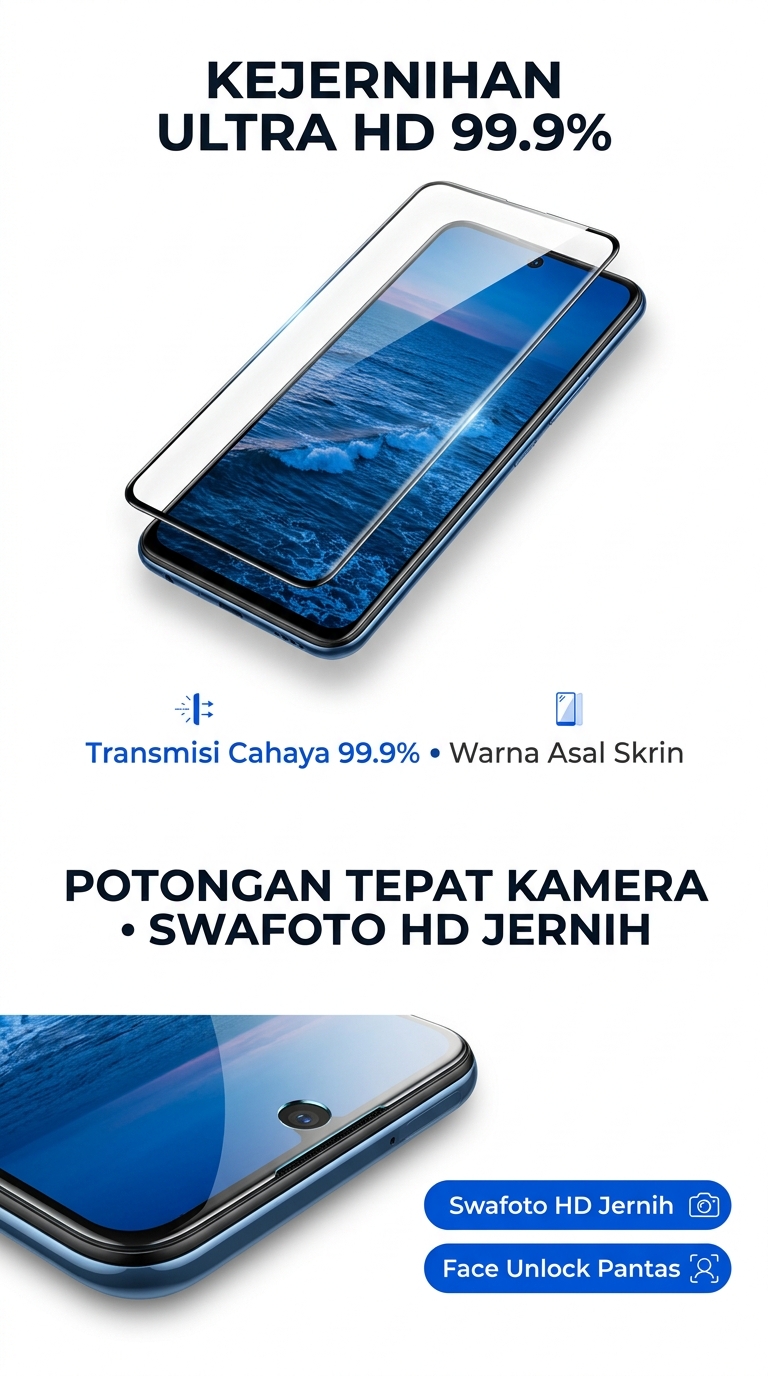 KEJERNIHAN
ULTRA HD 99.9%
Transmisi Cahaya 99.9% • Warna Asal Skrin
POTONGAN TEPAT KAMERA
• SWAFOTO HD JERNIH
Swafoto HD Jernih
Face Unlock Pantas